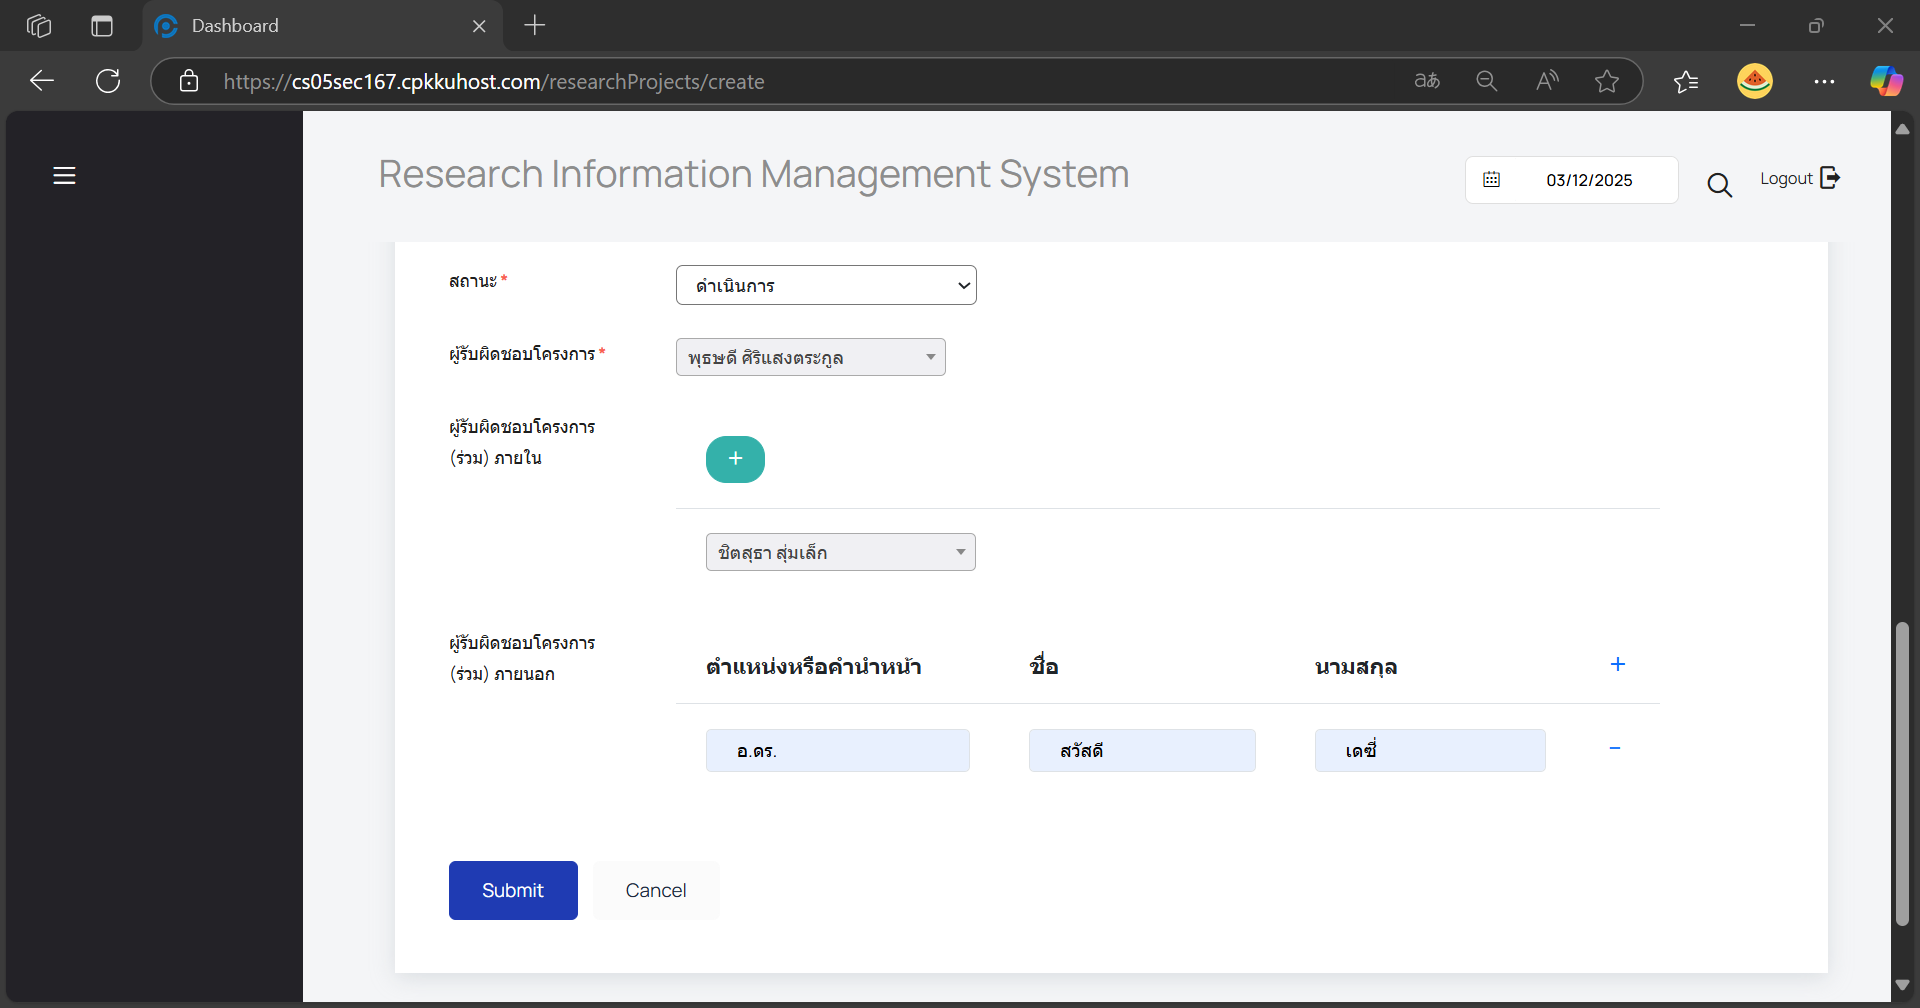 Dashboard
https://cs05sec167.cpkkuhost.com/researchProjects/create
Research Information Management System
03/12/2025
Logout
สถานะ*
ดำเนินการ
ผู้รับผิดชอบโครงการ*
พุธษดี ศิริแสงตระกูล
ผู้รับผิดชอบโครงการ
(ร่วม) ภายใน
+
ชิตสุธา สุ่มเล็ก
ผู้รับผิดชอบโครงการ
(ร่วม) ภายนอก
ตำแหน่งหรือคำนำหน้า ชื่อ นามสกุล +
อ.ดร. สวัสดี เดซี่ -
Submit Cancel